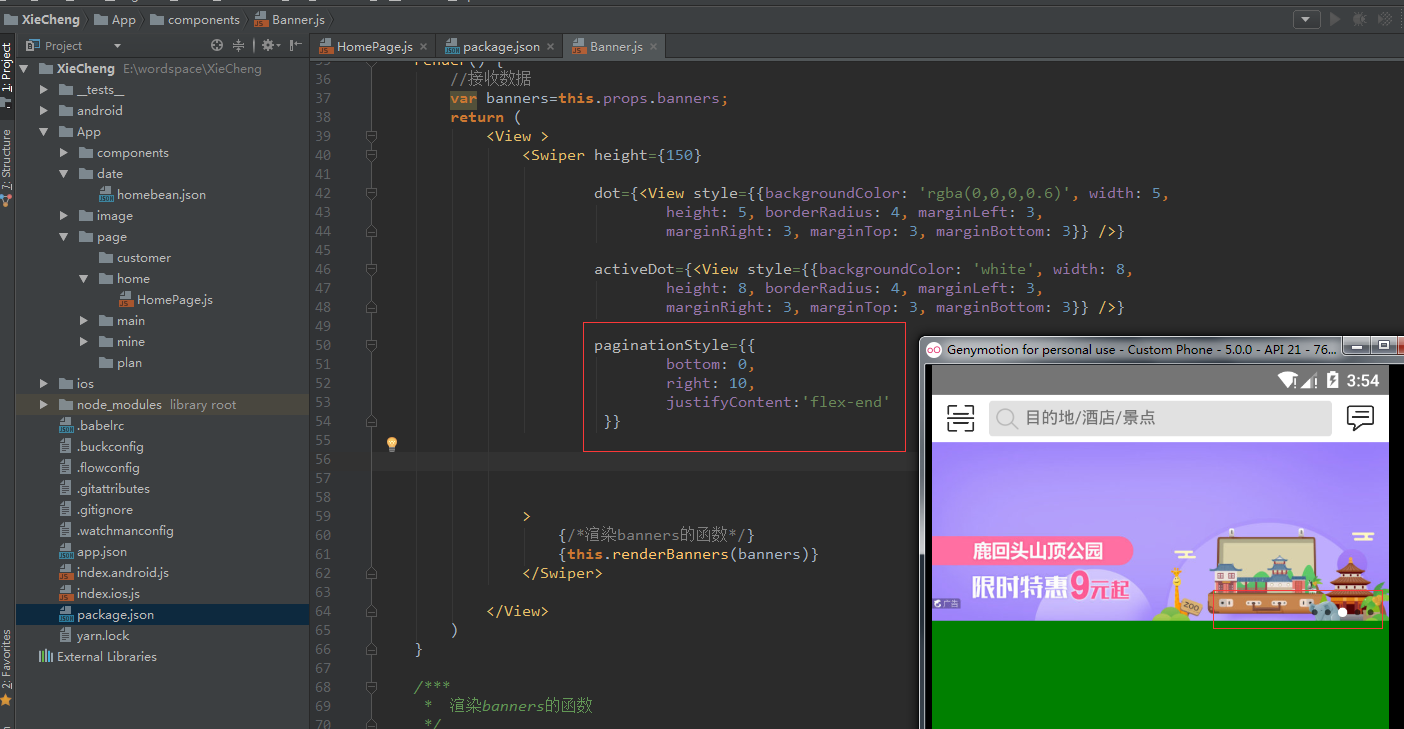 XieCheng App components Banner.js
Project
HomePage.js package.json Banner.js
1: Project
7: Structure
2: Favorites
XieCheng E:\wordspace\XieCheng
__tests__
android
App
components
date
homebean.json
image
page
customer
home
HomePage.js
main
mine
plan
ios
node_modules library root
.babelrc
.buckconfig
.flowconfig
.gitattributes
.gitignore
.watchmanconfig
app.json
index.android.js
index.ios.js
package.json
yarn.lock
External Libraries
35 render() {
36 //接收数据
37 var banners=this.props.banners;
38 return (
39 <View >
40 <Swiper height={150}
41
42 dot={<View style={{backgroundColor: 'rgba(0,0,0,0.6)', width: 5,
43 height: 5, borderRadius: 4, marginLeft: 3,
44 marginRight: 3, marginTop: 3, marginBottom: 3}} />}
45
46 activeDot={<View style={{backgroundColor: 'white', width: 8,
47 height: 8, borderRadius: 4, marginLeft: 3,
48 marginRight: 3, marginTop: 3, marginBottom: 3}} />}
49
50 paginationStyle={{
51 bottom: 0,
52 right: 10,
53 justifyContent:'flex-end'
54 }}
55
56
57
58
59 >
60 {/*渲染banners的函数*/}
61 {this.renderBanners(banners)}
62 </Swiper>
63
64 </View>
65 )
66 }
67
68 /***
69 * 渲染banners的函数
70 */
Genymotion for personal use - Custom Phone - 5.0.0 - API 21 - 76...
3:54
目的地/酒店/景点
鹿回头山顶公园
限时特惠9元起
广告
ZOO